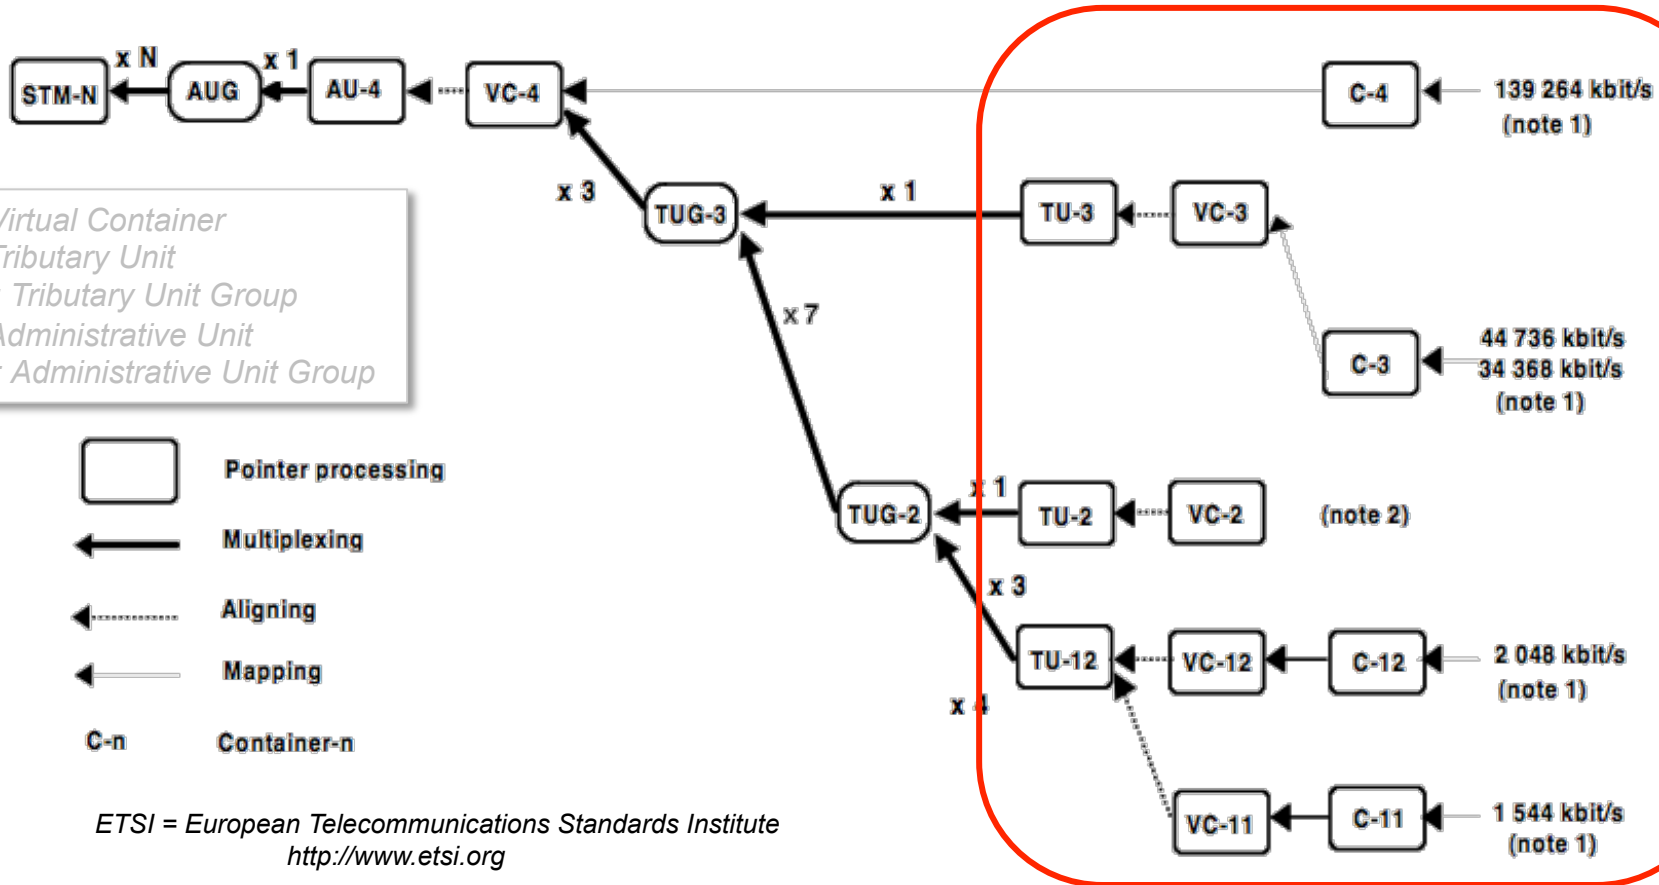 x N
x 1
STM-N
AUG
AU-4
VC-4
C-4
139 264 kbit/s
(note 1)
x 3
x 1
TUG-3
TU-3
VC-3
Virtual Container
Tributary Unit
: Tributary Unit Group
Administrative Unit
: Administrative Unit Group
x 7
C-3
44 736 kbit/s
34 368 kbit/s
(note 1)
Pointer processing
x 1
TUG-2
TU-2
VC-2
(note 2)
Multiplexing
x 3
Aligning
TU-12
VC-12
C-12
2 048 kbit/s
(note 1)
Mapping
x 4
C-n
Container-n
VC-11
C-11
1 544 kbit/s
(note 1)
ETSI = European Telecommunications Standards Institute
http://www.etsi.org